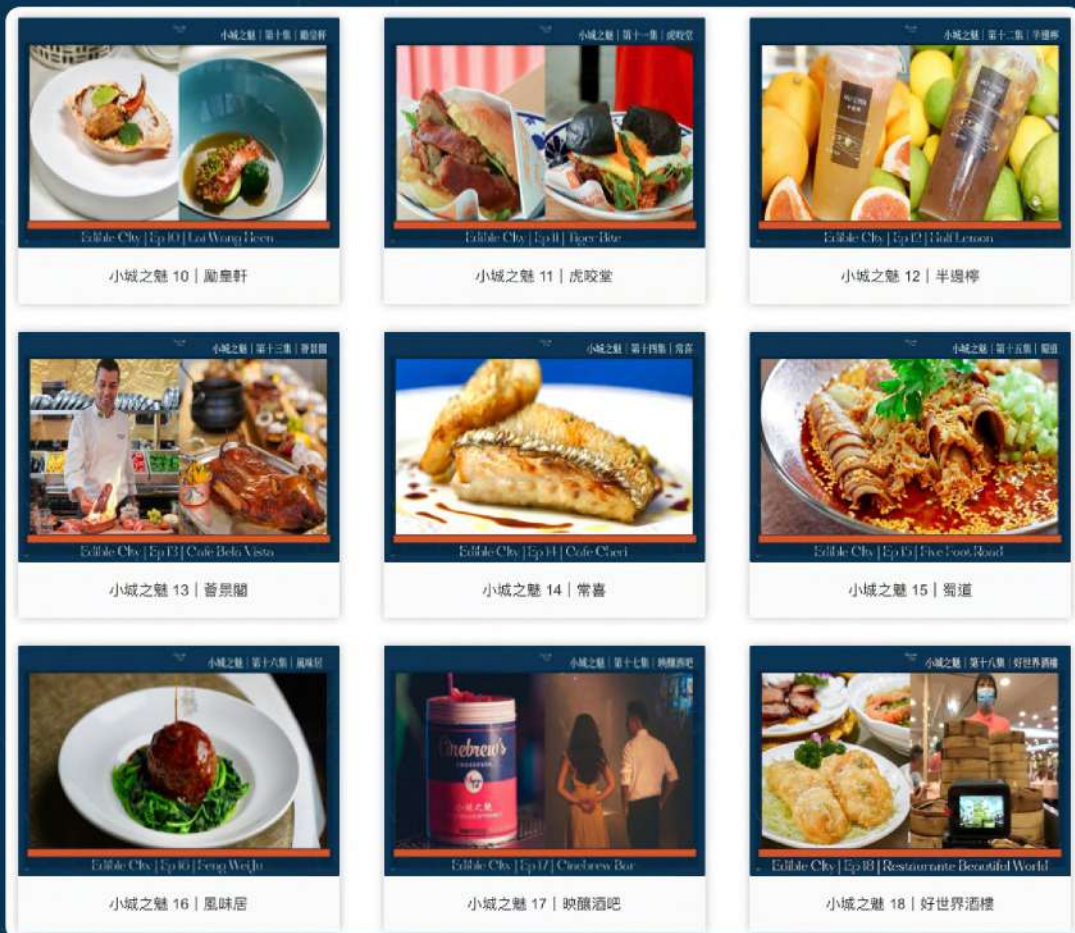 小城之魅 | 第十集 | 勵皇軒
Edible City | Ep 10 | Lai Wang Heen
小城之魅 10 | 勵皇軒
小城之魅 | 第十一集 | 虎咬堂
Edible City | Ep 11 | Tiger Bite
小城之魅 11 | 虎咬堂
小城之魅 | 第十二集 | 半邊檸
Edible City | Ep 12 | Half Lemon
小城之魅 12 | 半邊檸
小城之魅 | 第十三集 | 薈景閣
Edible City | Ep 13 | Cafe Bela Vista
小城之魅 13 | 薈景閣
小城之魅 | 第十四集 | 常喜
Edible City | Ep 14 | Cafe Cheri
小城之魅 14 | 常喜
小城之魅 | 第十五集 | 蜀道
Edible City | Ep 15 | Five Foot Road
小城之魅 15 | 蜀道
小城之魅 | 第十六集 | 風味居
Edible City | Ep 16 | Feng Wei Ju
小城之魅 16 | 風味居
小城之魅 | 第十七集 | 映釀酒吧
Cinebrew's
小城之魅
Edible City | Ep 17 | Cinebrew Bar
小城之魅 17 | 映釀酒吧
小城之魅 | 第十八集 | 好世界酒樓
Edible City | Ep 18 | Restaurante Beautiful World
小城之魅 18 | 好世界酒樓